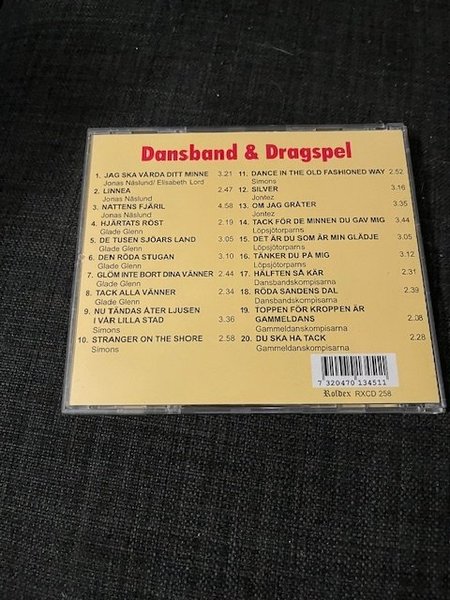 Dansband & Dragspel
1. JAG SKA VÅRDA DITT MINNE 3.21
Jonas Näslund/ Elisabeth Lord
2. LINNEA 2.47
Jonas Näslund
3. NATTENS FJÄRIL 4.58
Jonas Näslund
4. HJÄRTATS RÖST 2.19
Glade Glenn
5. DE TUSEN SJÖARS LAND 3.05
Glade Glenn
6. DEN RÖDA STUGAN 3.10
Glade Glenn
7. GLÖM INTE BORT DINA VÄNNER 2.44
Glade Glenn
8. TACK ALLA VÄNNER 2.34
Glade Glenn
9. NU TÄNDAS ÅTER LJUSEN
I VÅR LILLA STAD 3.36
Simons
10. STRANGER ON THE SHORE 2.58
Simons
11. DANCE IN THE OLD FASHIONED WAY 2.52
Simons
12. SILVER 3.16
Jontez
13. OM JAG GRÅTER 3.35
Jontez
14. TACK FÖR DE MINNEN DU GAV MIG 3.44
Löpsjötorparns
15. DET ÄR DU SOM ÄR MIN GLÄDJE 3.05
Löpsjötorparns
16. TÄNKER DU PÅ MIG 3.12
Löpsjötorparns
17. HÄLFTEN SÅ KÄR 2.31
Dansbandskompisarna
18. RÖDA SANDENS DAL 2.39
Dansbandskompisarna
19. TOPPEN FÖR KROPPEN ÄR
GAMMELDANS 2.08
Gammeldanskompisarna
20. DU SKA HA TACK 2.28
Gammeldanskompisarna
7 320470 134511
Roldex RXCD 258